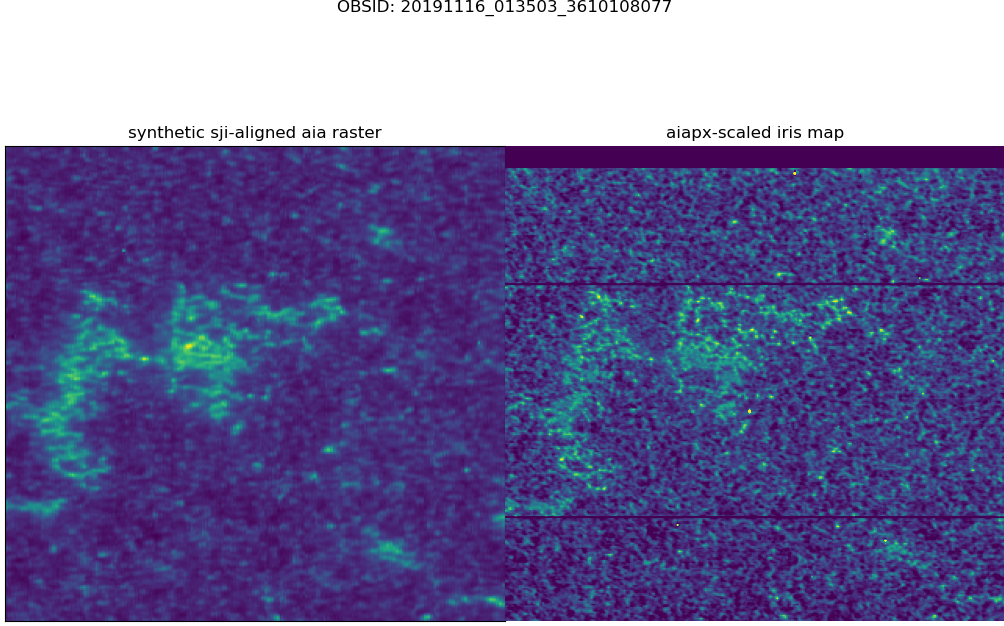 OBSID: 20191116_013503_3610108077
synthetic sji-aligned aia raster
aiapx-scaled iris map